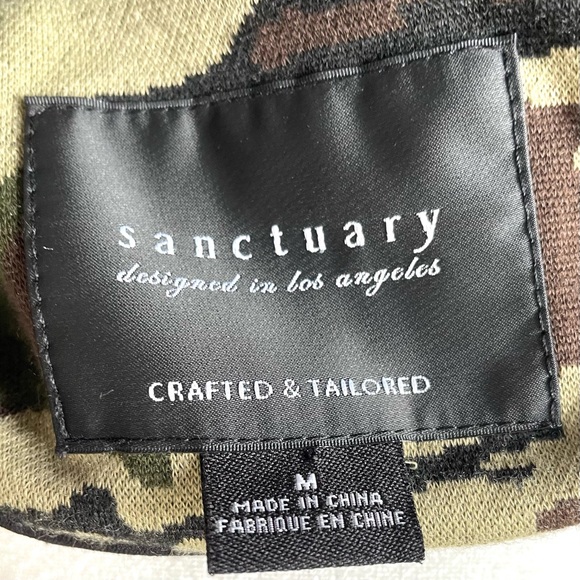 sanctuary
designed in los angeles
CRAFTED & TAILORED
M
MADE IN CHINA
FABRIQUE EN CHINE